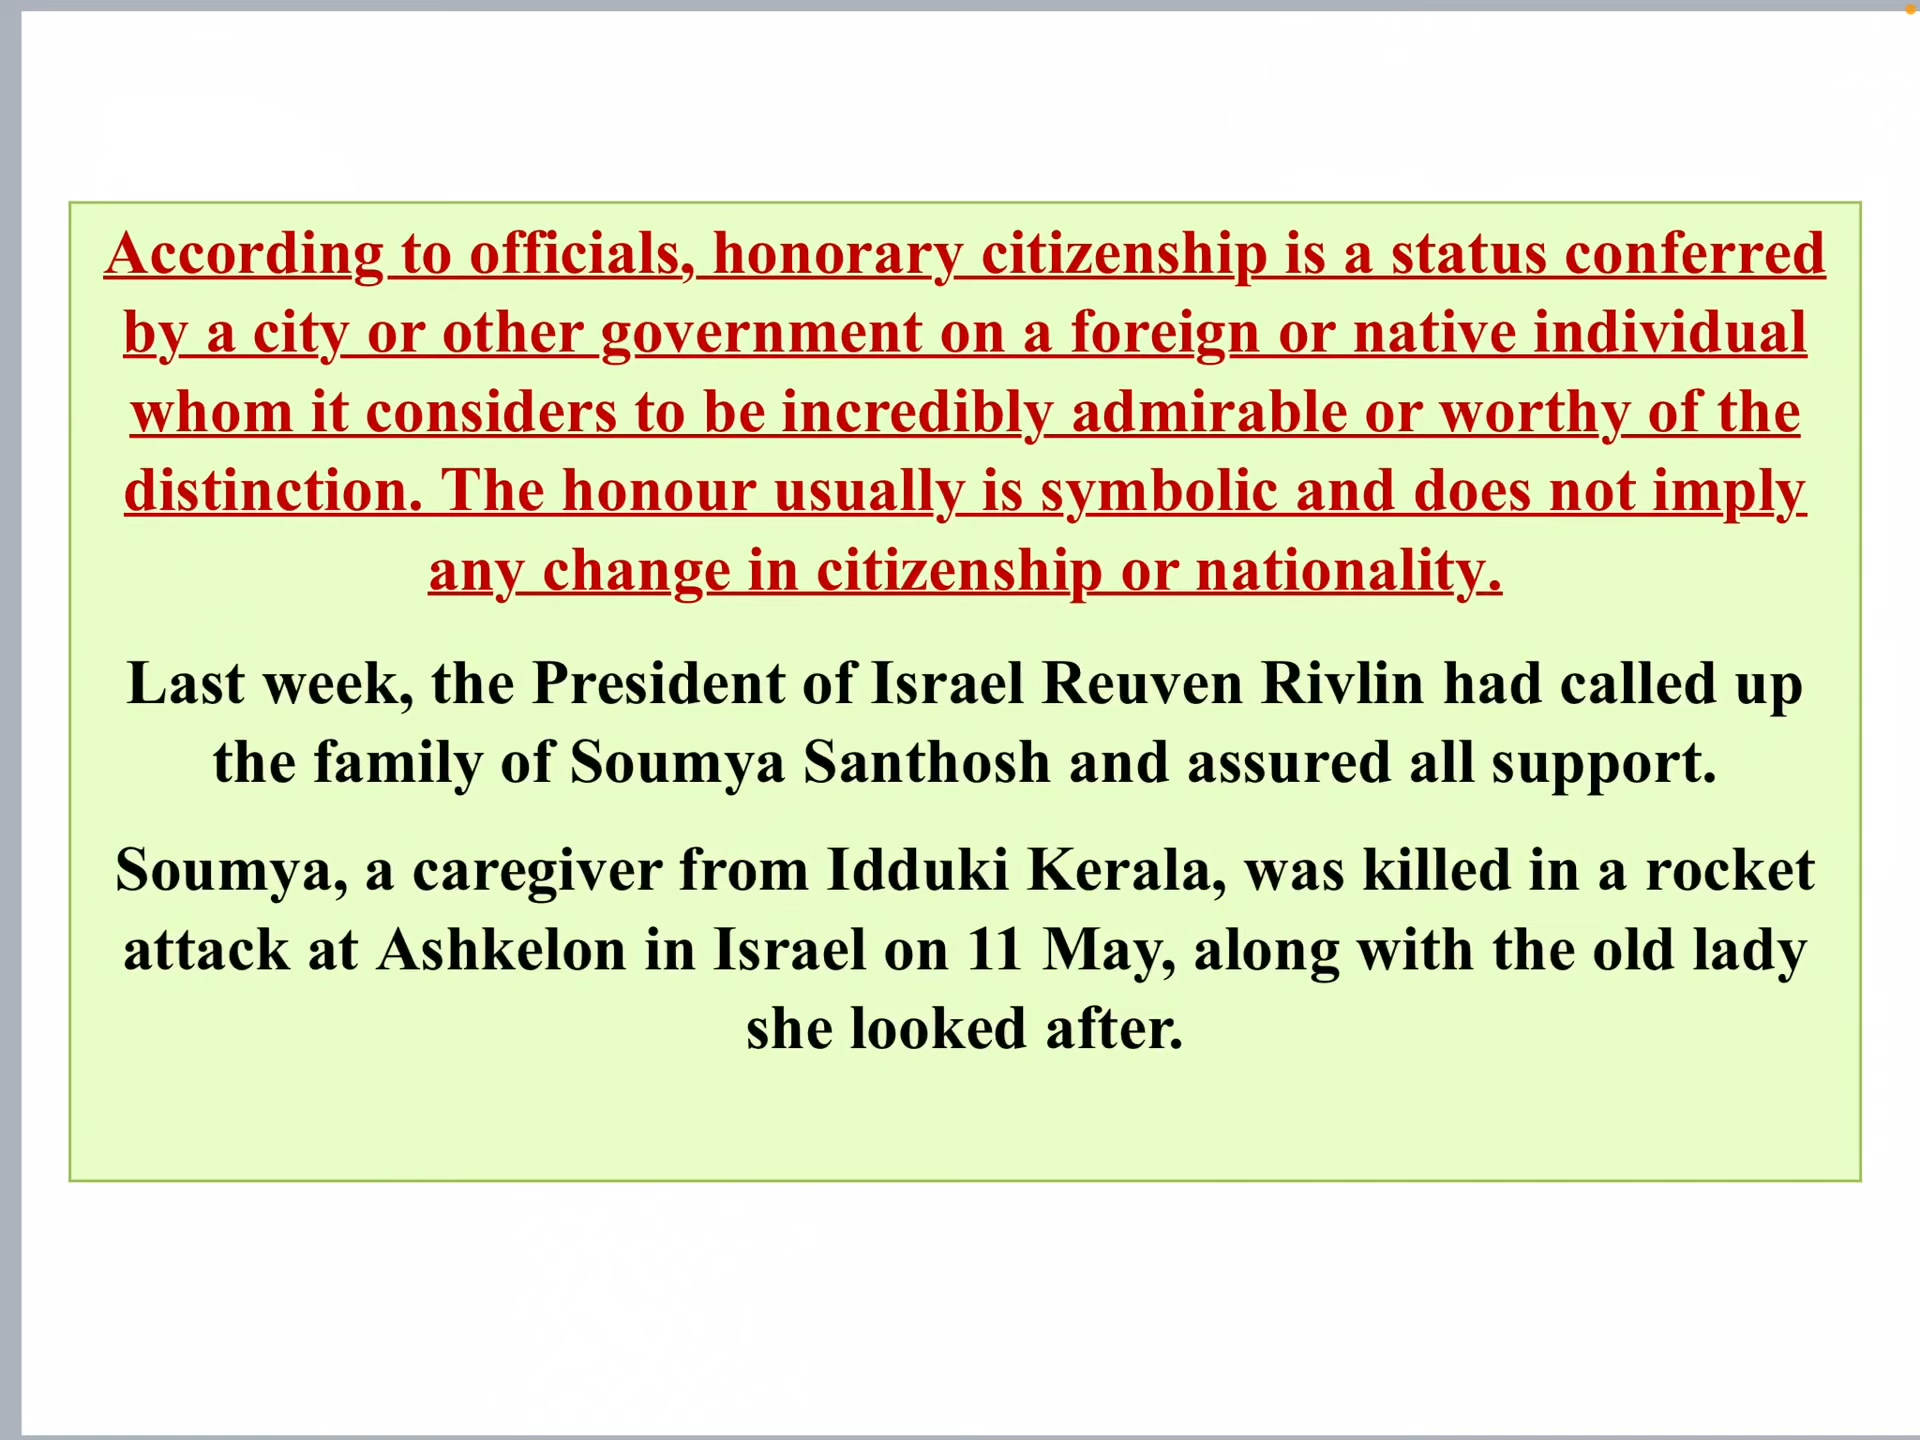 According to officials, honorary citizenship is a status conferred
by a city or other government on a foreign or native individual
whom it considers to be incredibly admirable or worthy of the
distinction. The honour usually is symbolic and does not imply
any change in citizenship or nationality.
Last week, the President of Israel Reuven Rivlin had called up
the family of Soumya Santhosh and assured all support.
Soumya, a caregiver from Idduki Kerala, was killed in a rocket
attack at Ashkelon in Israel on 11 May, along with the old lady
she looked after.